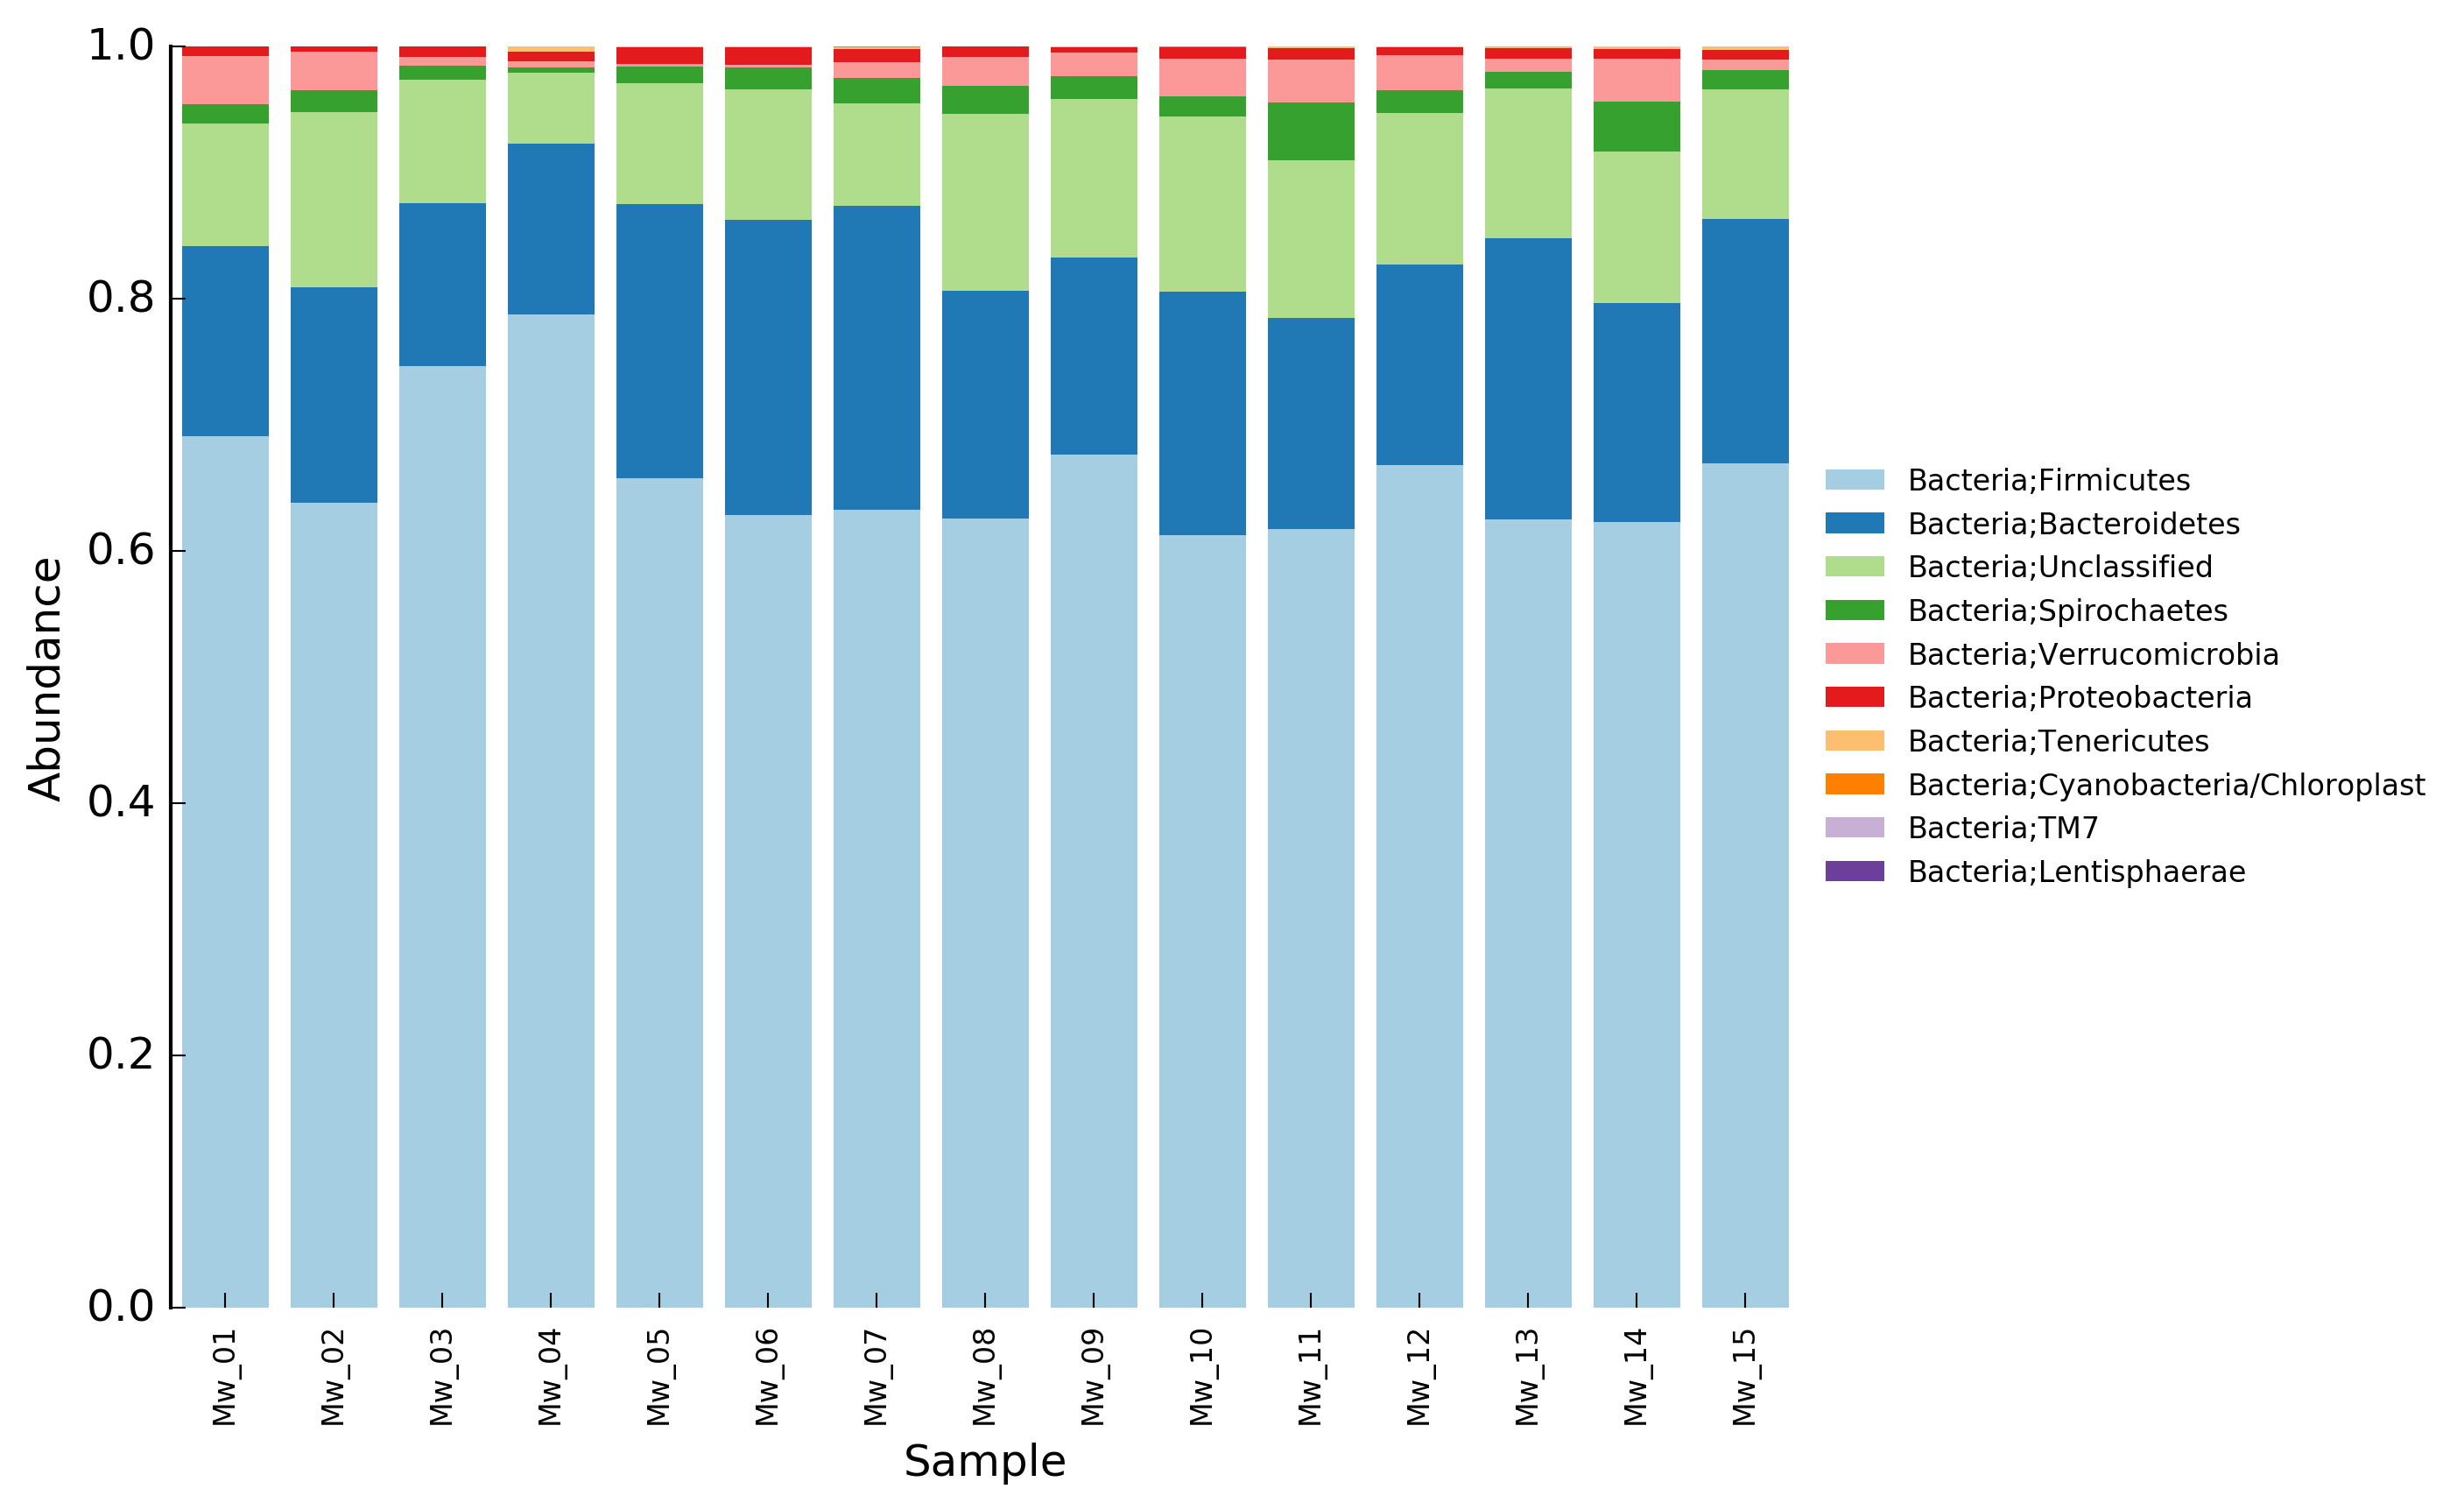 1.0
0.8
0.6
0.4
0.2
0.0
Abundance
Mw_01
Mw_02
Mw_03
Mw_04
Mw_05
Mw_06
Mw_07
Mw_08
Mw_09
Mw_10
Mw_11
Mw_12
Mw_13
Mw_14
Mw_15
Sample
Bacteria;Firmicutes
Bacteria;Bacteroidetes
Bacteria;Unclassified
Bacteria;Spirochaetes
Bacteria;Verrucomicrobia
Bacteria;Proteobacteria
Bacteria;Tenericutes
Bacteria;Cyanobacteria/Chloroplast
Bacteria;TM7
Bacteria;Lentisphaerae